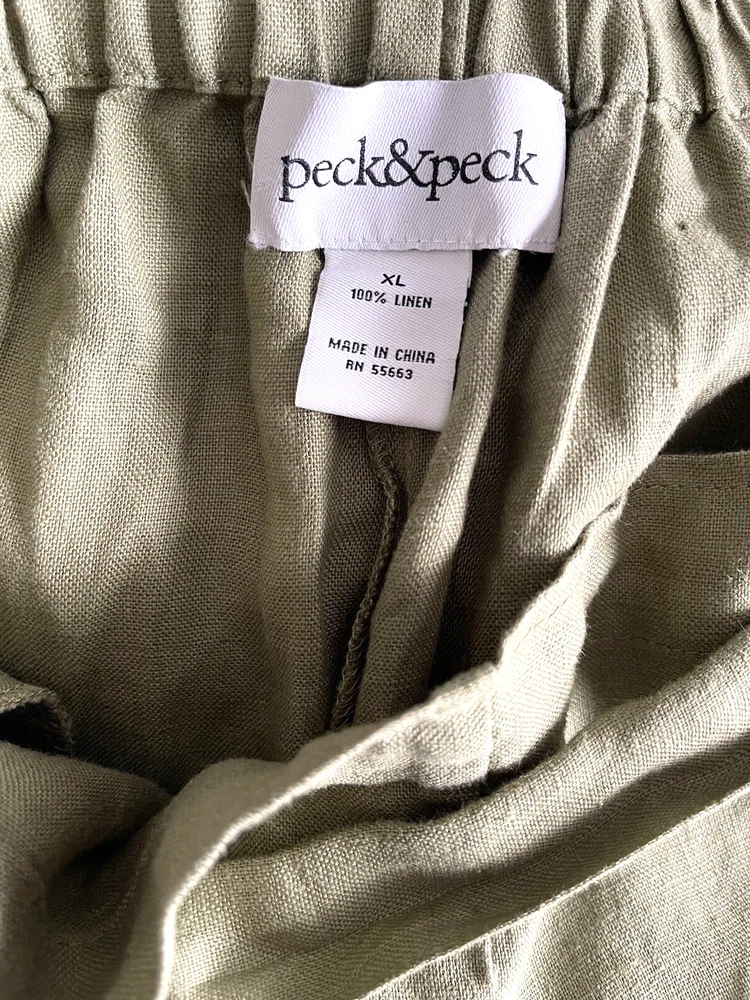 peck&peck
XL
100% LINEN
MADE IN CHINA
RN 55663